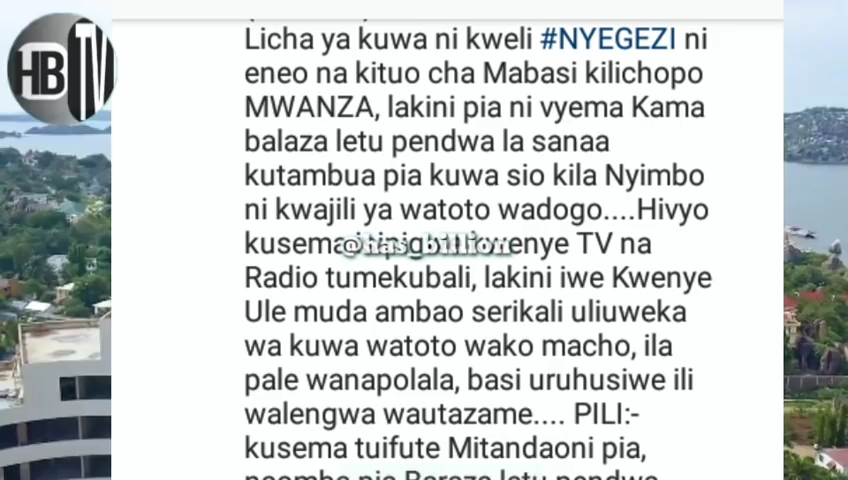 HB TV
Licha ya kuwa ni kweli #NYEGEZI ni
eneo na kituo cha Mabasi kilichopo
MWANZA, lakini pia ni vyema Kama
balaza letu pendwa la sanaa
kutambua pia kuwa sio kila Nyimbo
ni kwajili ya watoto wadogo....Hivyo
kusema TV na
@has_billion
Radio tumekubali, lakini iwe Kwenye
Ule muda ambao serikali uliuweka
wa kuwa watoto wako macho, ila
pale wanapolala, basi uruhusiwe ili
walengwa wautazame.... PILI:-
kusema tuifute Mitandaoni pia,